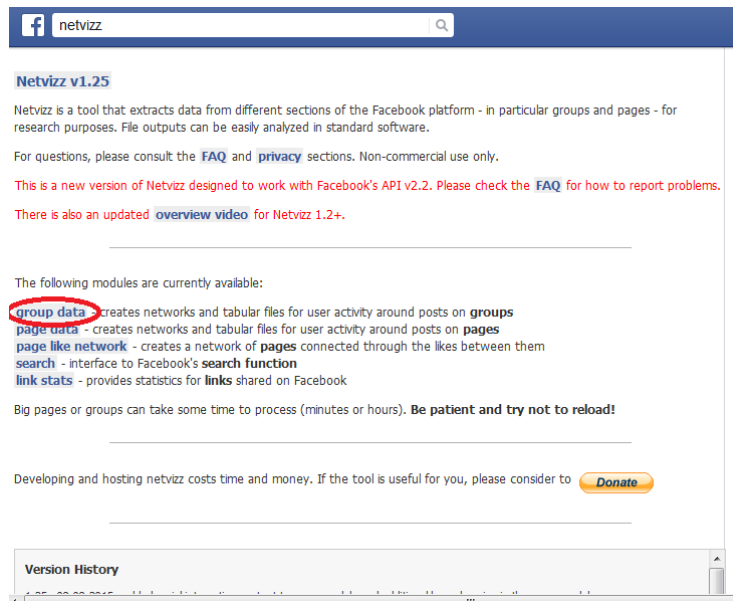 f netvizz
Netvizz v1.25
Netvizz is a tool that extracts data from different sections of the Facebook platform - in particular groups and pages - for
research purposes. File outputs can be easily analyzed in standard software.
For questions, please consult the FAQ and privacy sections. Non-commercial use only.
This is a new version of Netvizz designed to work with Facebook's API v2.2. Please check the FAQ for how to report problems.
There is also an updated overview video for Netvizz 1.2+.
The following modules are currently available:
group data - creates networks and tabular files for user activity around posts on groups
page data - creates networks and tabular files for user activity around posts on pages
page like network - creates a network of pages connected through the likes between them
search - interface to Facebook's search function
link stats - provides statistics for links shared on Facebook
Big pages or groups can take some time to process (minutes or hours). Be patient and try not to reload!
Developing and hosting netvizz costs time and money. If the tool is useful for you, please consider to Donate
Version History